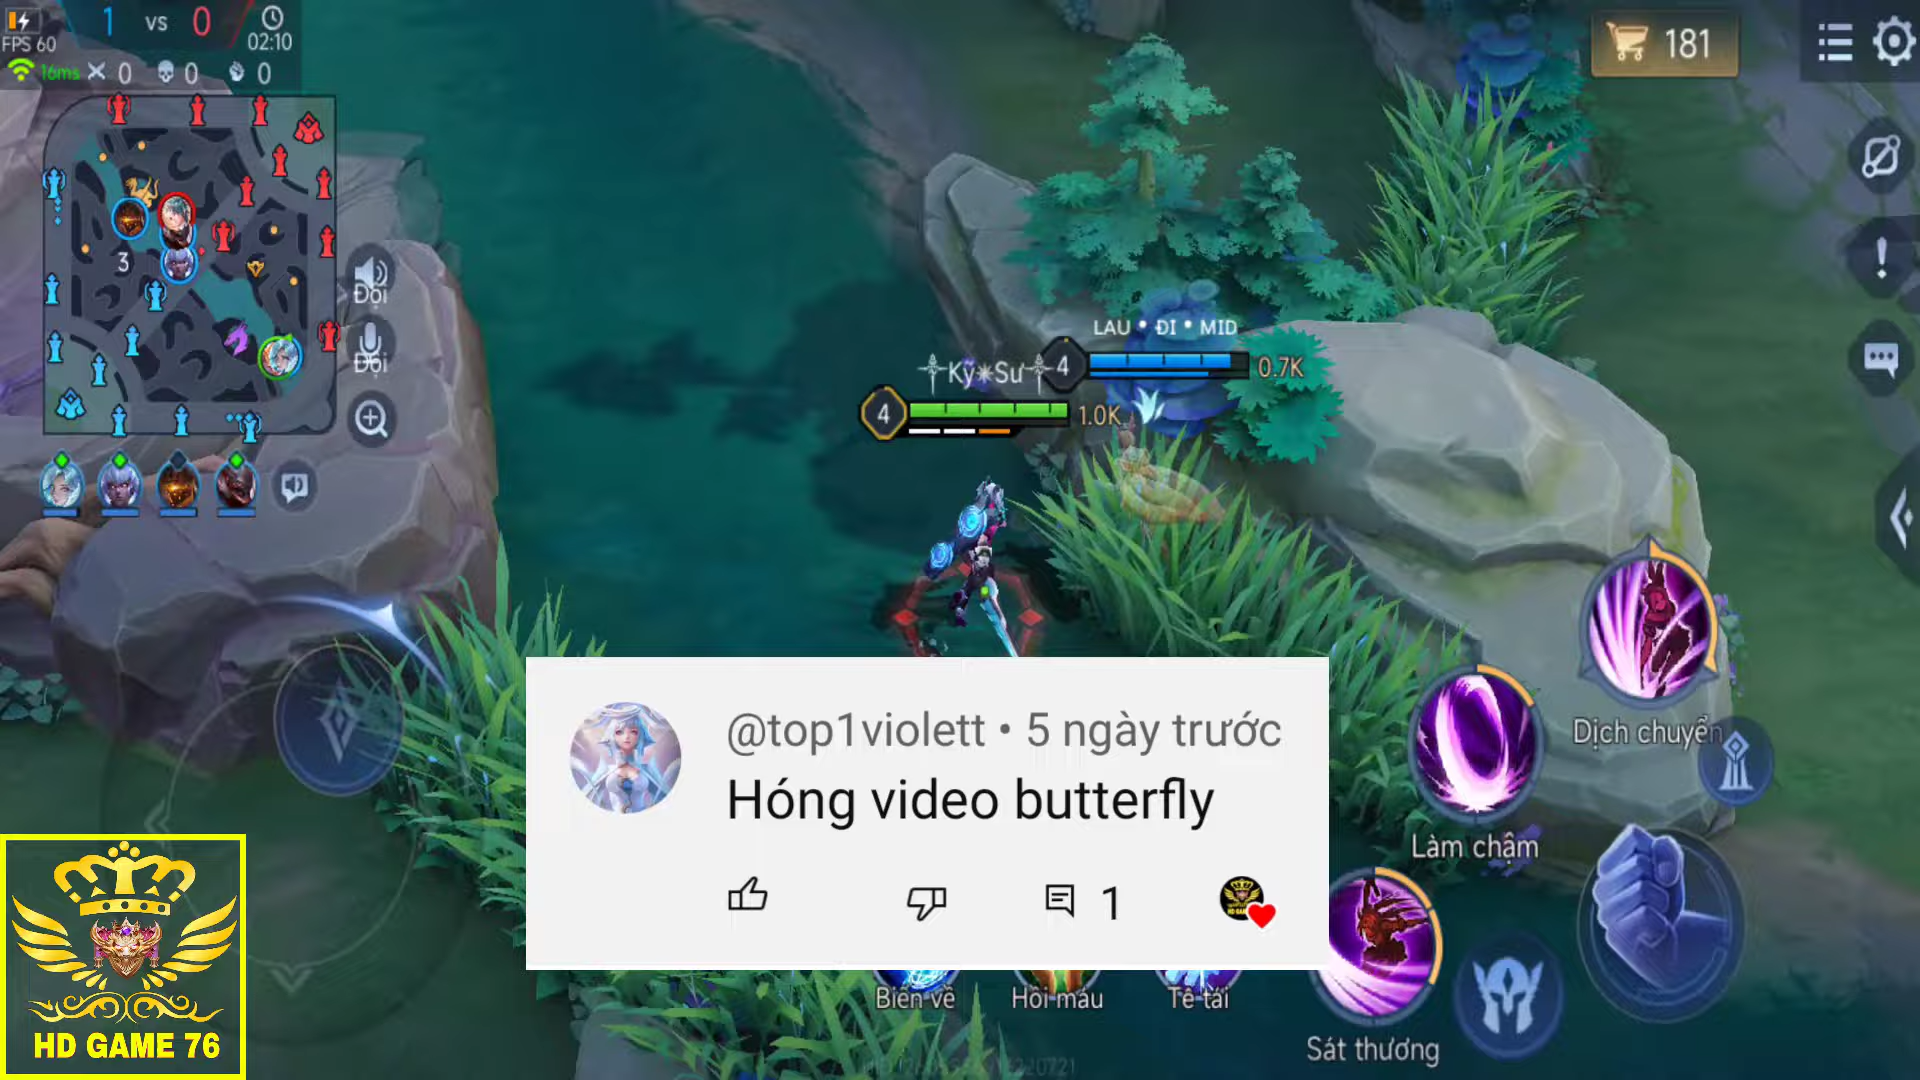 1 vs 0
02:10
FPS 60
16ms
0
0
0
181
3
Đội
Đội
LAU • ĐI • MID
4
0.7K
Kỹ Sư
4
1.0K
@top1violett • 5 ngày trước
Hóng video butterfly
1
Dịch chuyển
Làm chậm
Biến về
Hồi máu
Tê tái
Sát thương
HD GAME 76